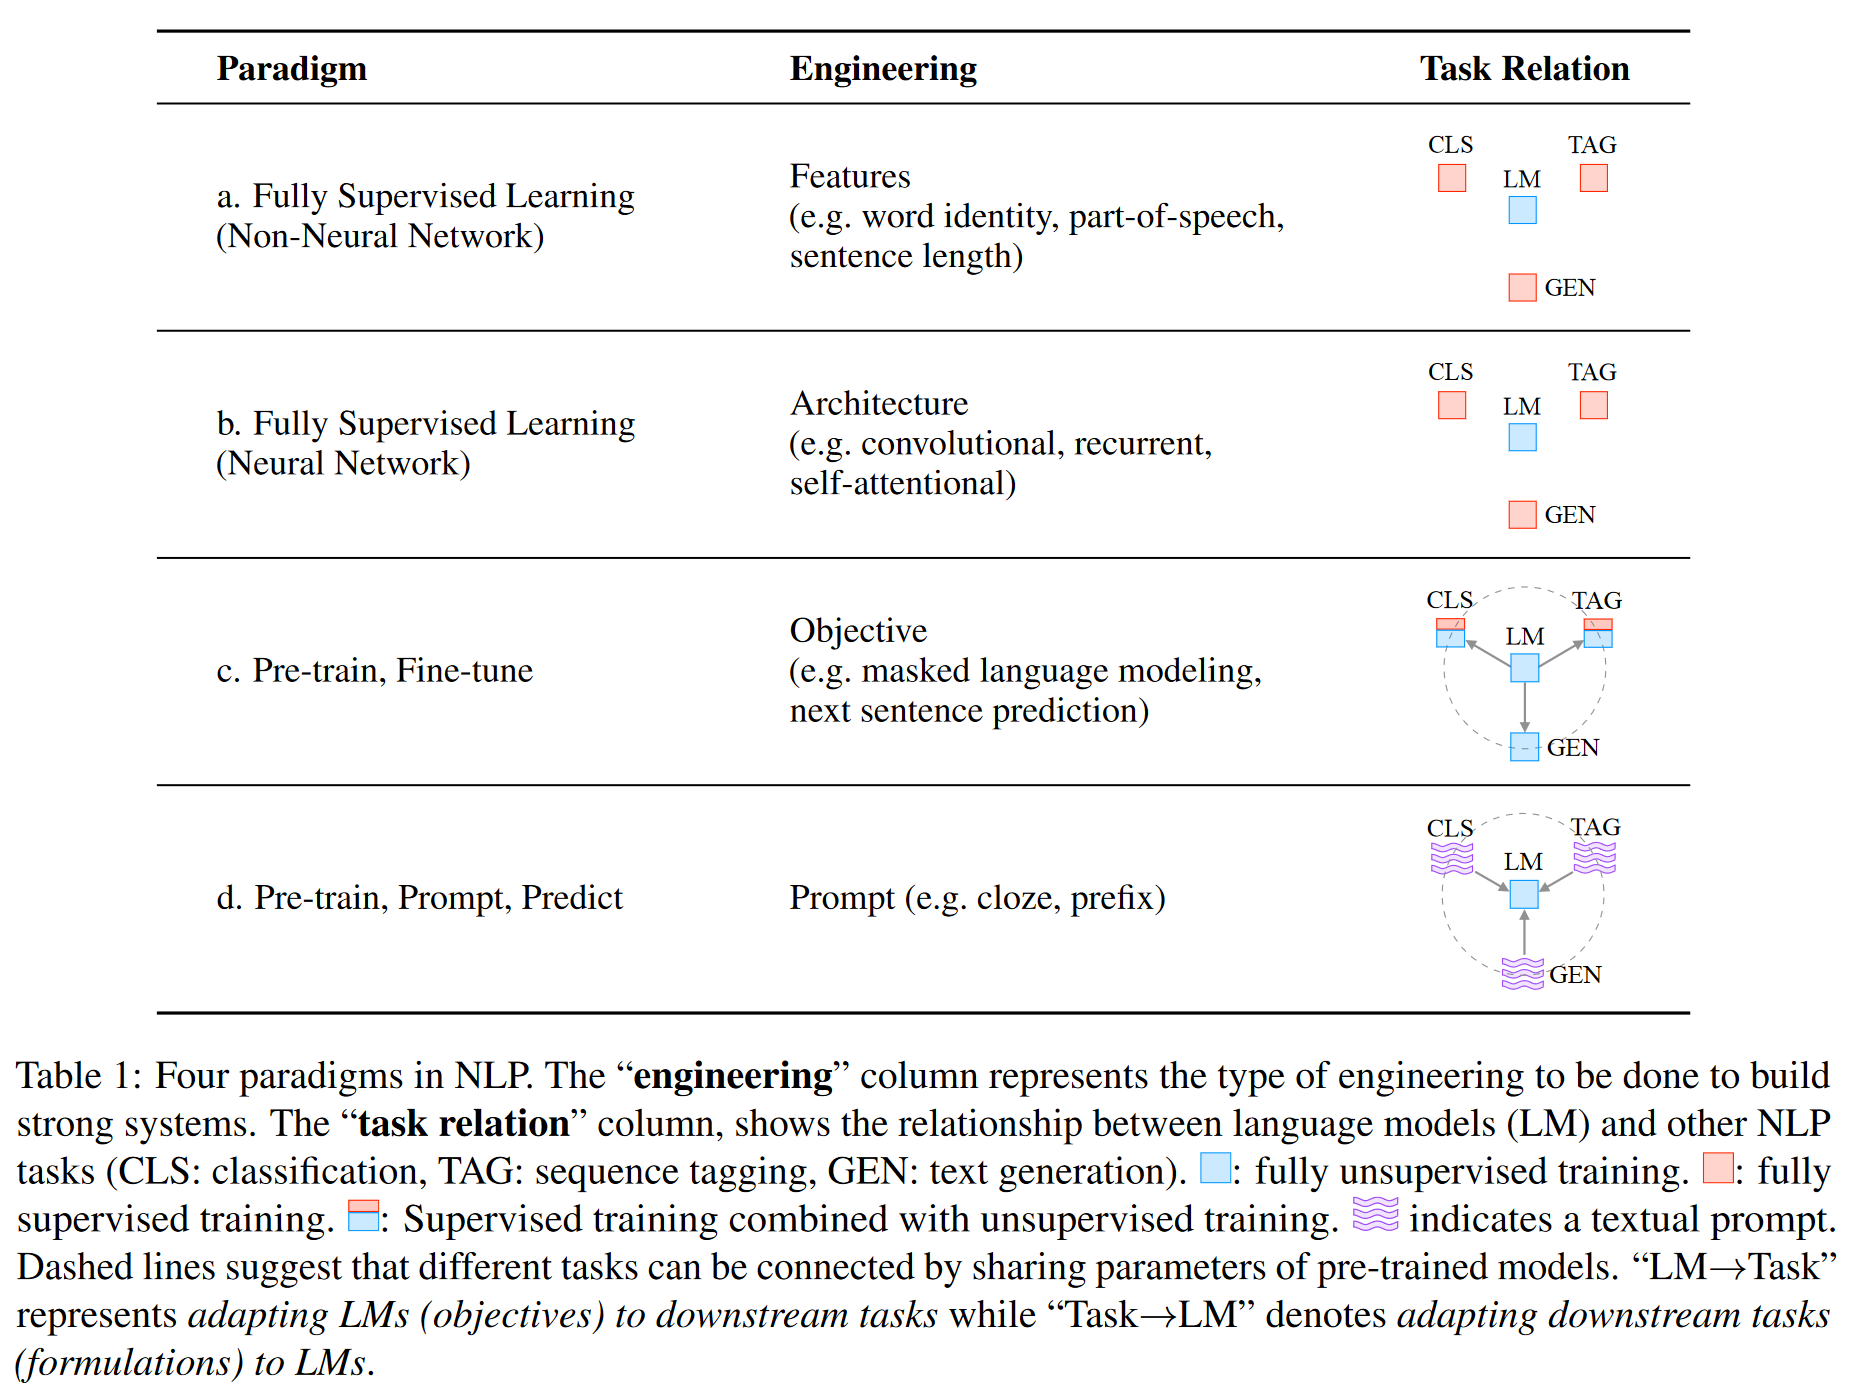 Paradigm Engineering Task Relation
a. Fully Supervised Learning
(Non-Neural Network)
Features
(e.g. word identity, part-of-speech,
sentence length)
CLS TAG
LM
GEN
b. Fully Supervised Learning
(Neural Network)
Architecture
(e.g. convolutional, recurrent,
self-attentional)
CLS TAG
LM
GEN
c. Pre-train, Fine-tune
Objective
(e.g. masked language modeling,
next sentence prediction)
CLS TAG
LM
GEN
d. Pre-train, Prompt, Predict
Prompt (e.g. cloze, prefix)
CLS TAG
LM
GEN
Table 1: Four paradigms in NLP. The “engineering” column represents the type of engineering to be done to build
strong systems. The “task relation” column, shows the relationship between language models (LM) and other NLP
tasks (CLS: classification, TAG: sequence tagging, GEN: text generation). : fully unsupervised training. : fully
supervised training. : Supervised training combined with unsupervised training. indicates a textual prompt.
Dashed lines suggest that different tasks can be connected by sharing parameters of pre-trained models. “LM→Task”
represents adapting LMs (objectives) to downstream tasks while “Task→LM” denotes adapting downstream tasks
(formulations) to LMs.